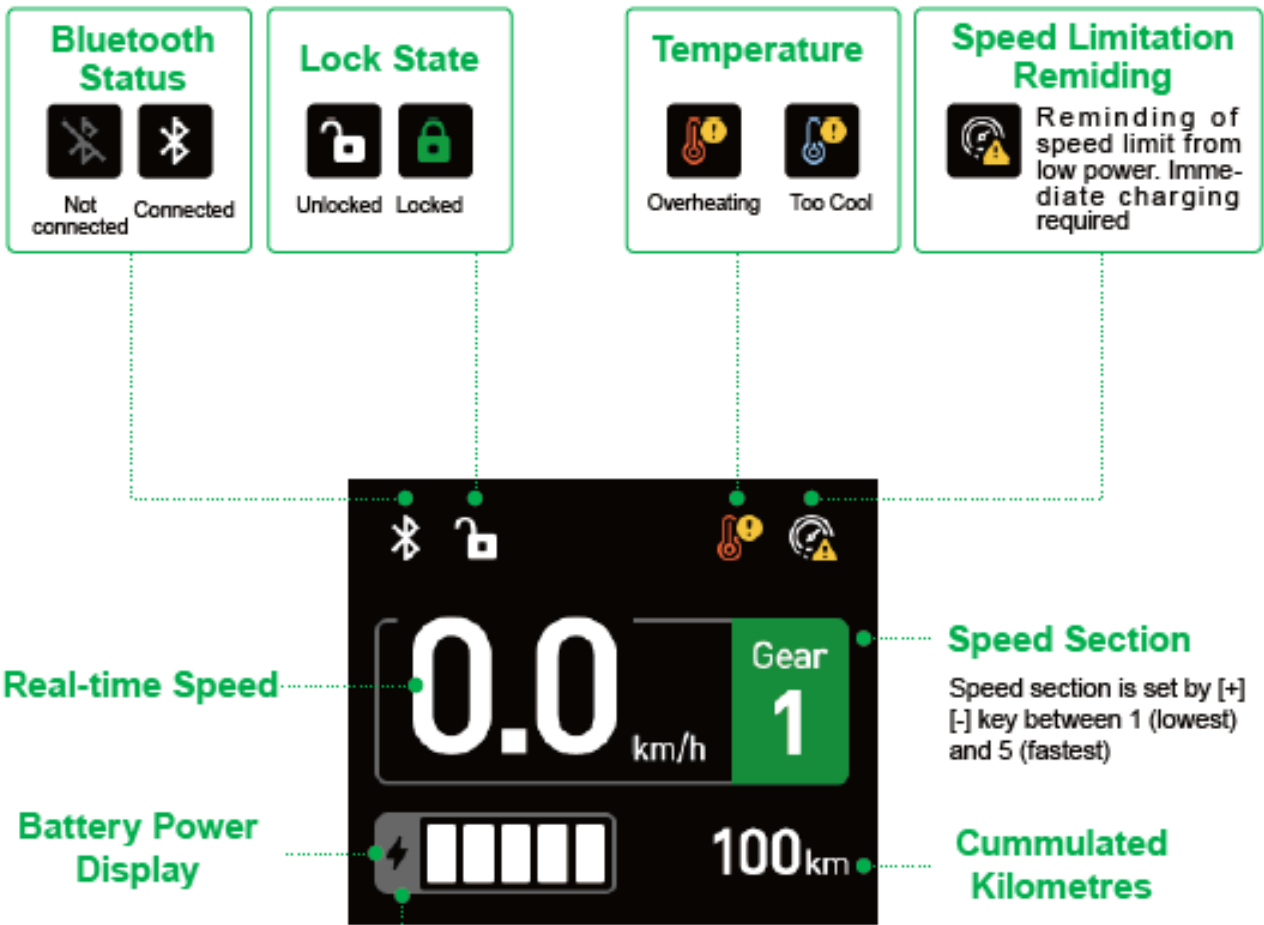 Bluetooth
Status
Not
connected
Connected
Lock State
Unlocked
Locked
Temperature
Overheating
Too Cool
Speed Limitation
Remiding
Reminding of
speed limit from
low power. Imme-
diate charging
required
Real-time Speed
0.0
km/h
Gear
1
Speed Section
Speed section is set by [+]
[-] key between 1 (lowest)
and 5 (fastest)
Battery Power
Display
100km
Cummulated
Kilometres